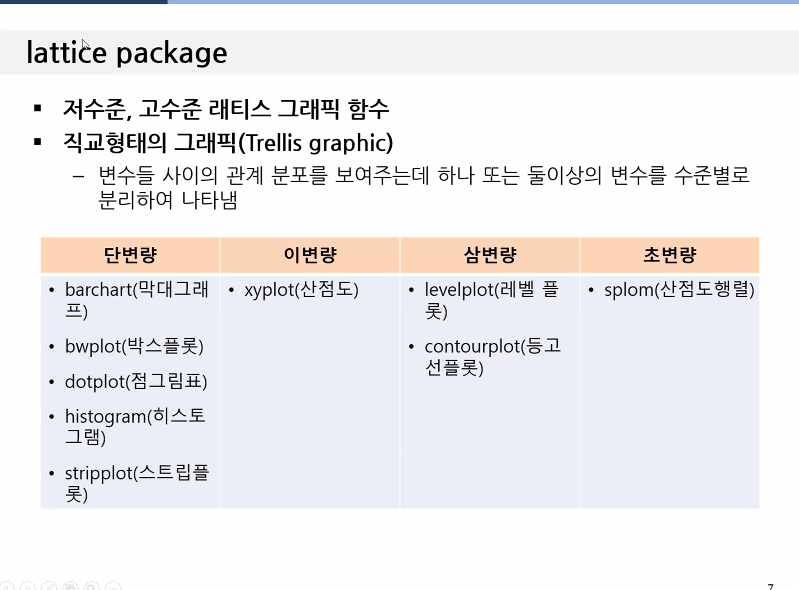 lattice package
▪ 저수준, 고수준 래티스 그래픽 함수
▪ 직교형태의 그래픽(Trellis graphic)
– 변수들 사이의 관계 분포를 보여주는데 하나 또는 둘이상의 변수를 수준별로
분리하여 나타냄
단변량
이변량
삼변량
초변량
• barchart(막대그래
프)
• bwplot(박스플롯)
• dotplot(점그림표)
• histogram(히스토
그램)
• stripplot(스트립플
롯)
• xyplot(산점도)
• levelplot(레벨 플
롯)
• contourplot(등고
선플롯)
• splom(산점도행렬)
7